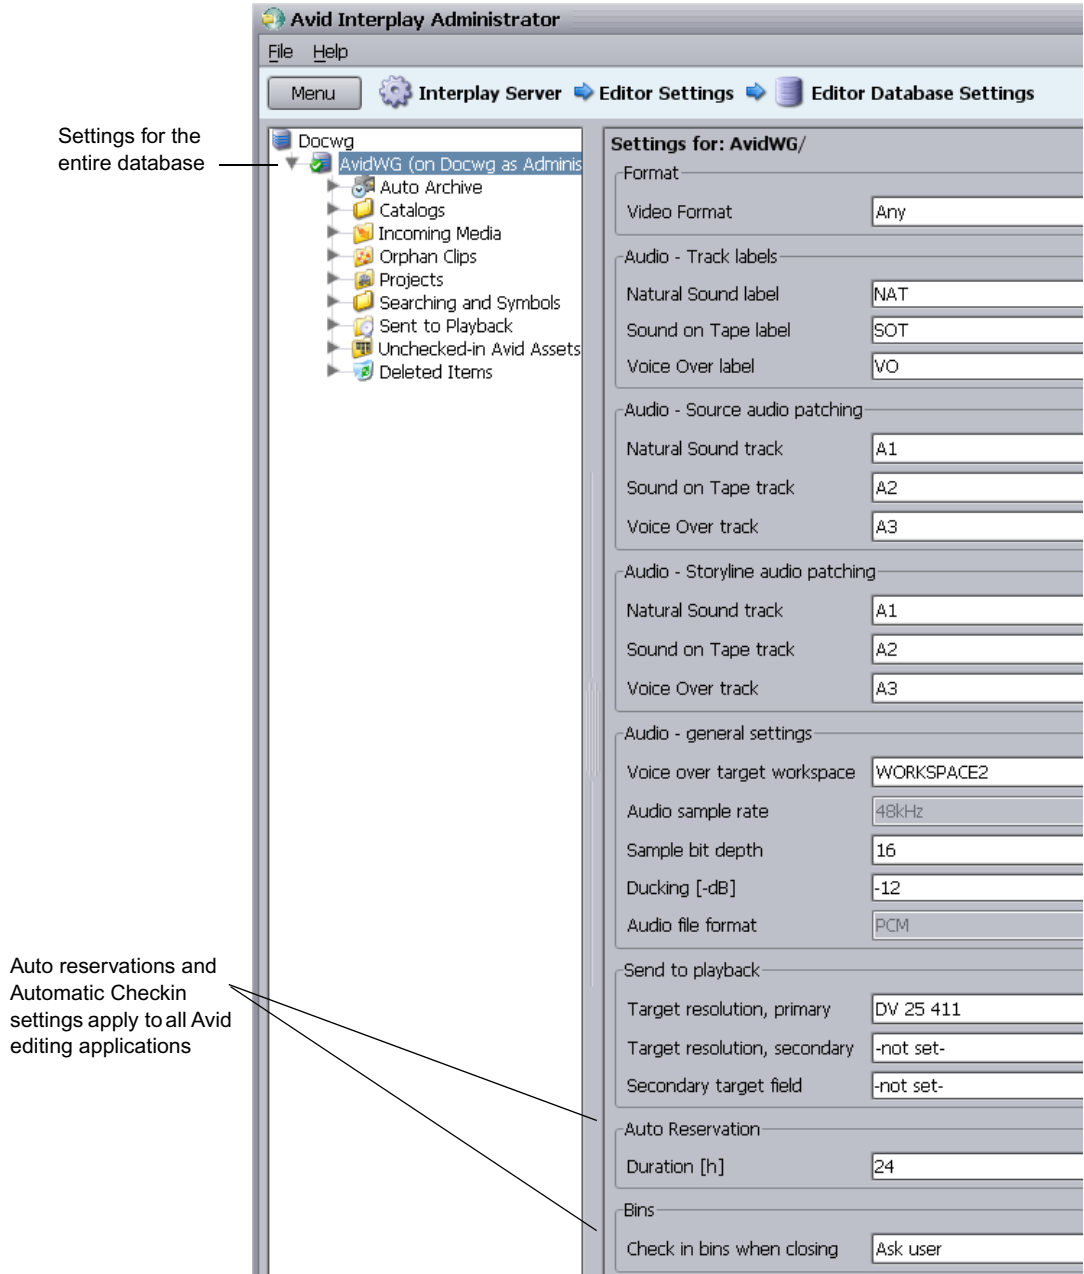 Avid Interplay Administrator
File Help
Menu Interplay Server Editor Settings Editor Database Settings
Settings for the
entire database
Docwg
AvidWG (on Docwg as Adminis
Auto Archive
Catalogs
Incoming Media
Orphan Clips
Projects
Searching and Symbols
Sent to Playback
Unchecked-in Avid Assets
Deleted Items
Settings for: AvidWG/
Format
Video Format Any
Audio - Track labels
Natural Sound label NAT
Sound on Tape label SOT
Voice Over label VO
Audio - Source audio patching
Natural Sound track A1
Sound on Tape track A2
Voice Over track A3
Audio - Storyline audio patching
Natural Sound track A1
Sound on Tape track A2
Voice Over track A3
Audio - general settings
Voice over target workspace WORKSPACE2
Audio sample rate 48kHz
Sample bit depth 16
Ducking [-dB] -12
Audio file format PCM
Auto reservations and
Automatic Checkin
settings apply to all Avid
editing applications
Send to playback
Target resolution, primary DV 25 411
Target resolution, secondary -not set-
Secondary target field -not set-
Auto Reservation
Duration [h] 24
Bins
Check in bins when closing Ask user